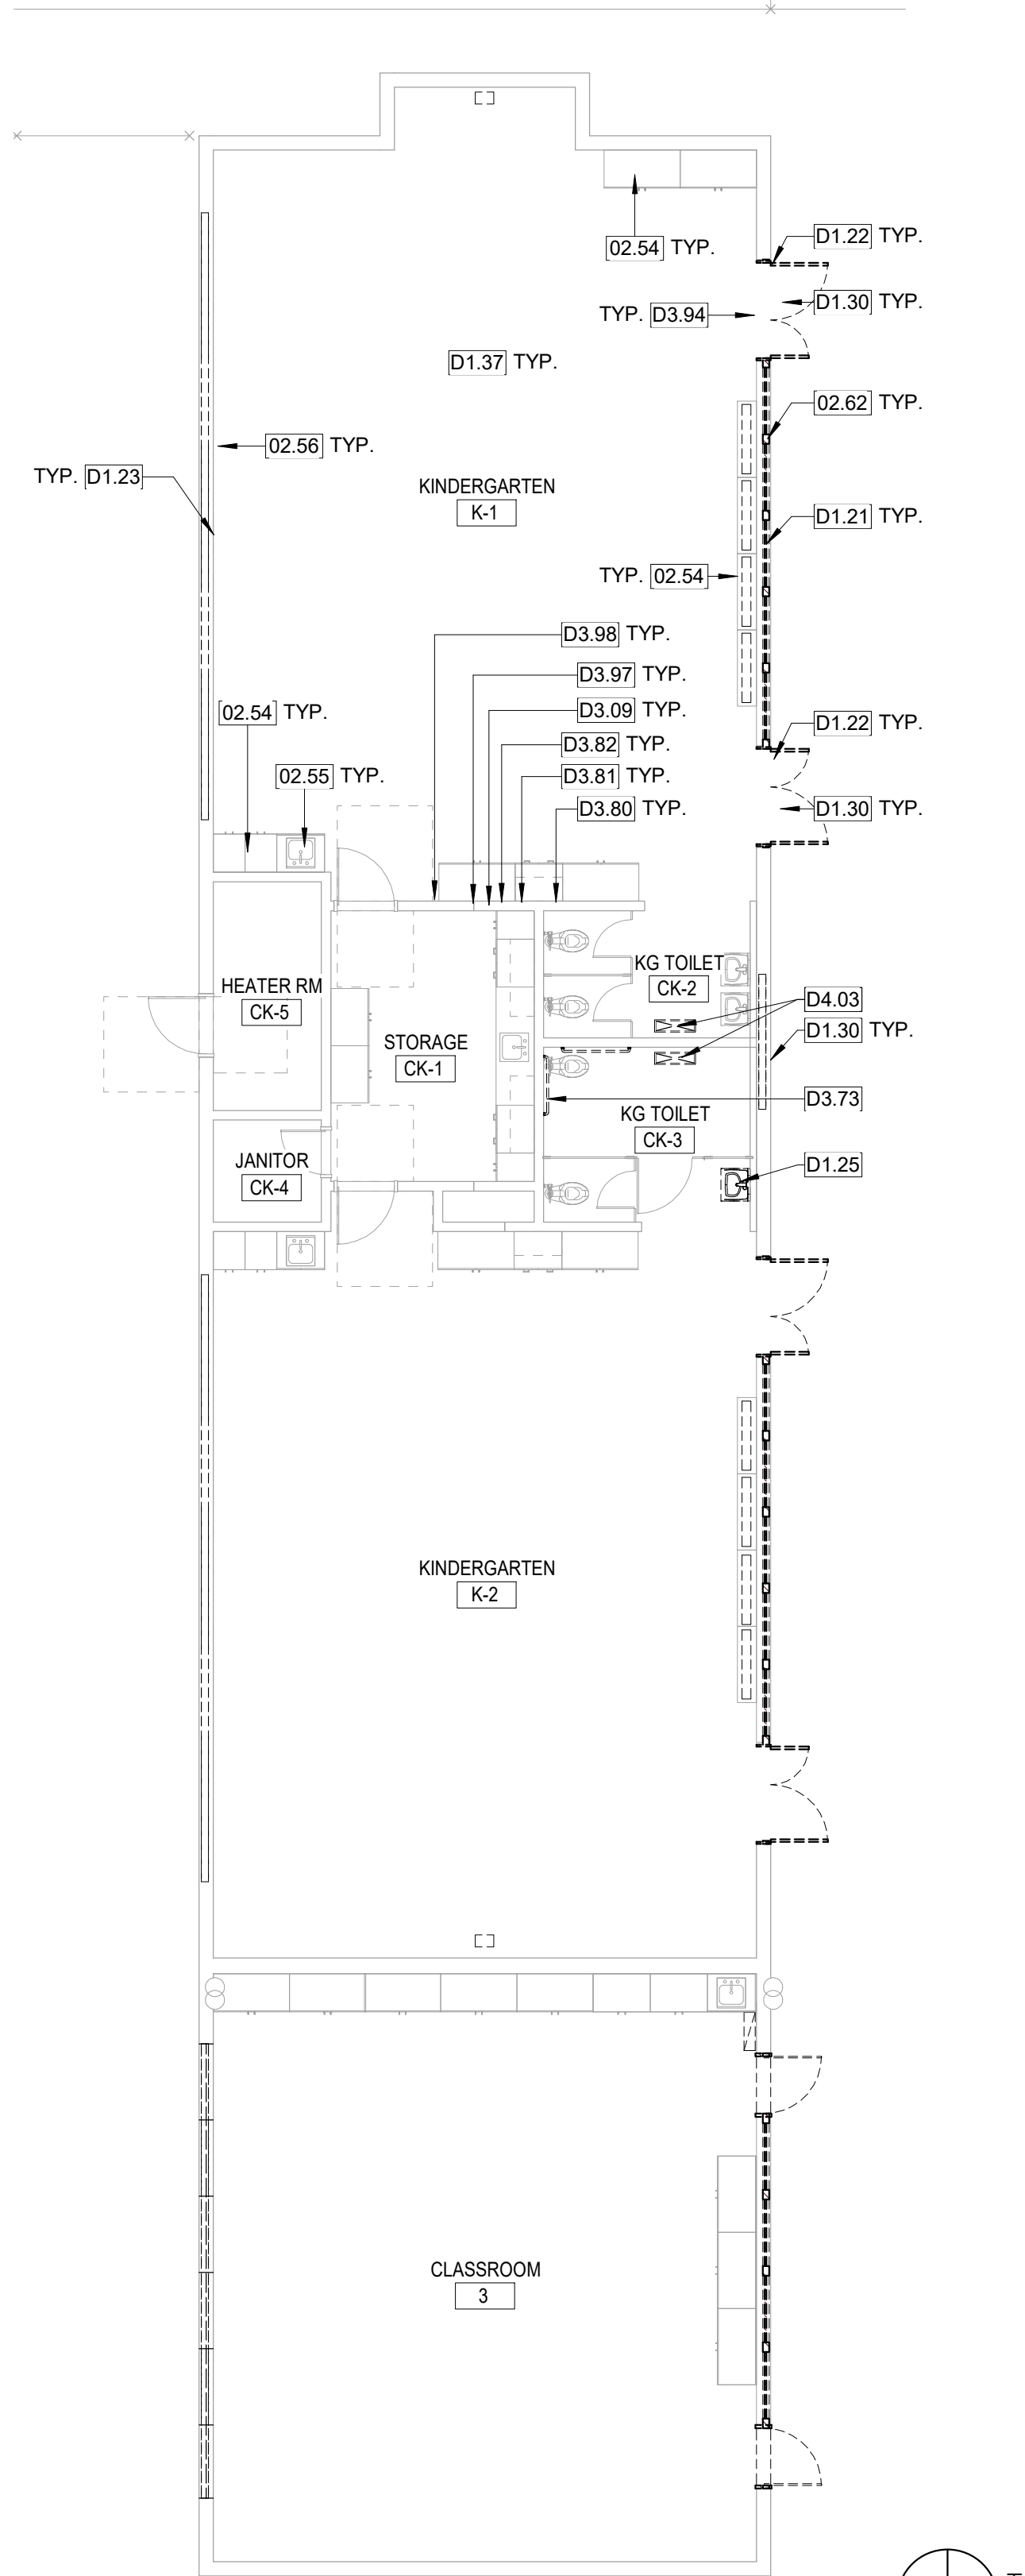 D1.22 TYP.
02.54 TYP.
D1.30 TYP.
TYP. D3.94
D1.37 TYP.
02.62 TYP.
02.56 TYP.
TYP. D1.23
KINDERGARTEN
K-1
D1.21 TYP.
TYP. 02.54
D3.98 TYP.
D3.97 TYP.
02.54 TYP.
D3.09 TYP.
D1.22 TYP.
D3.82 TYP.
02.55 TYP.
D3.81 TYP.
D3.80 TYP.
D1.30 TYP.
KG TOILET
CK-2
HEATER RM
CK-5
D4.03
STORAGE
CK-1
D1.30 TYP.
D3.73
KG TOILET
CK-3
JANITOR
CK-4
D1.25
KINDERGARTEN
K-2
CLASSROOM
3